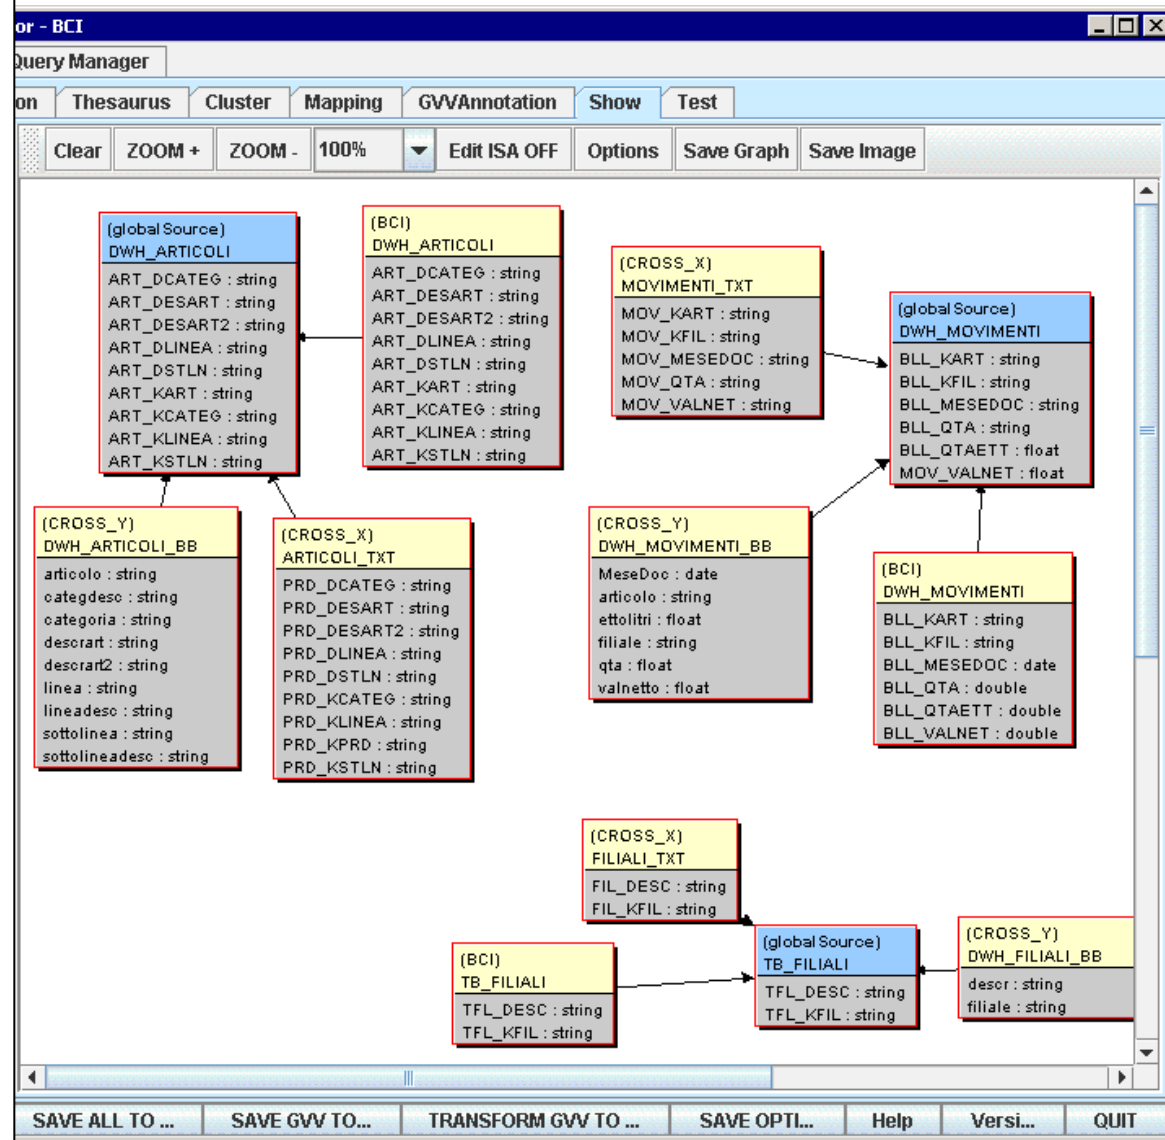 or - BCI
Query Manager
on Thesaurus Cluster Mapping GVVAnnotation Show Test
Clear ZOOM + ZOOM - 100% Edit ISA OFF Options Save Graph Save Image
(globalSource)
DWH_ARTICOLI
ART_DCATEG : string
ART_DESART : string
ART_DESART2 : string
ART_DLINEA : string
ART_DSTLN : string
ART_KART : string
ART_KCATEG : string
ART_KLINEA : string
ART_KSTLN : string
(BCI)
DWH_ARTICOLI
ART_DCATEG : string
ART_DESART : string
ART_DESART2 : string
ART_DLINEA : string
ART_DSTLN : string
ART_KART : string
ART_KCATEG : string
ART_KLINEA : string
ART_KSTLN : string
(CROSS_X)
MOVIMENTI_TXT
MOV_KART : string
MOV_KFIL : string
MOV_MESEDOC : string
MOV_QTA : string
MOV_VALNET : string
(globalSource)
DWH_MOVIMENTI
BLL_KART : string
BLL_KFIL : string
BLL_MESEDOC : string
BLL_QTA : string
BLL_QTAETT : float
MOV_VALNET : float
(CROSS_Y)
DWH_ARTICOLI_BB
articolo : string
categdesc : string
categoria : string
descrart : string
descrart2 : string
linea : string
lineadesc : string
sottolinea : string
sottolineadesc : string
(CROSS_X)
ARTICOLI_TXT
PRD_DCATEG : string
PRD_DESART : string
PRD_DESART2 : string
PRD_DLINEA : string
PRD_DSTLN : string
PRD_KCATEG : string
PRD_KLINEA : string
PRD_KPRD : string
PRD_KSTLN : string
(CROSS_Y)
DWH_MOVIMENTI_BB
MeseDoc : date
articolo : string
ettolitri : float
filiale : string
qta : float
valnetto : float
(BCI)
DWH_MOVIMENTI
BLL_KART : string
BLL_KFIL : string
BLL_MESEDOC : date
BLL_QTA : double
BLL_QTAETT : double
BLL_VALNET : double
(CROSS_X)
FILIALI_TXT
FIL_DESC : string
FIL_KFIL : string
(BCI)
TB_FILIALI
TFL_DESC : string
TFL_KFIL : string
(globalSource)
TB_FILIALI
TFL_DESC : string
TFL_KFIL : string
(CROSS_Y)
DWH_FILIALI_BB
descr : string
filiale : string
SAVE ALL TO ... SAVE GVV TO... TRANSFORM GVV TO ... SAVE OPTI... Help Versi... QUIT